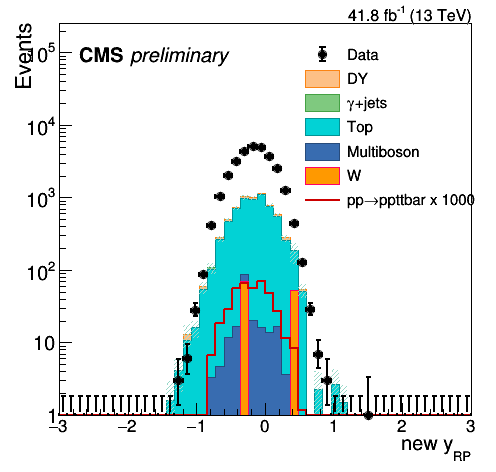 41.8 fb⁻¹ (13 TeV)
Events
CMS preliminary
Data
DY
γ+jets
Top
Multiboson
W
pp→ppttbar x 1000
10⁵
10⁴
10³
10²
10
1
−3 −2 −1 0 1 2 3
new y_RP